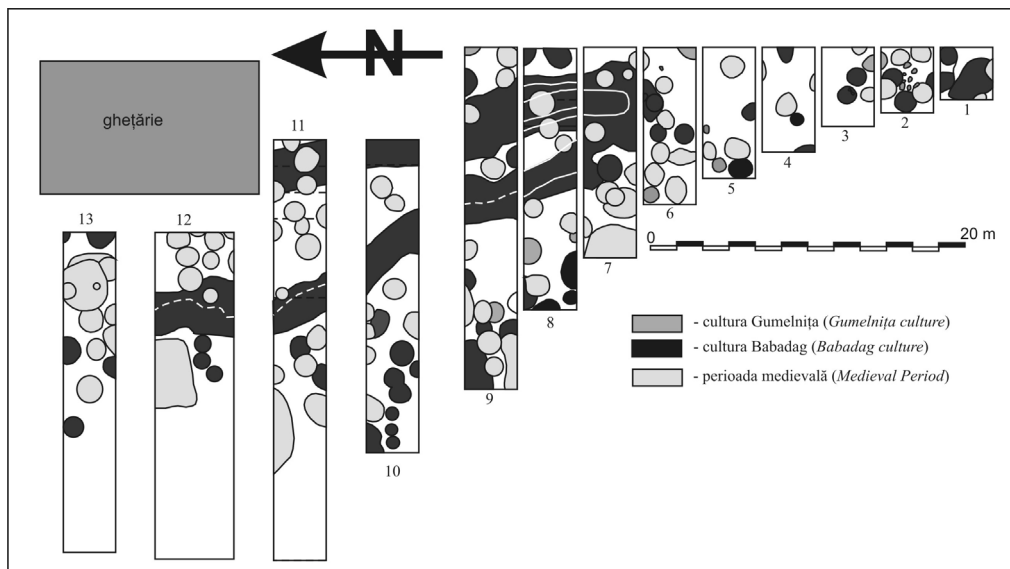 N
ghețărie
11
13
12
10
9
8
7
6
5
4
3
2
1
0
20 m
- cultura Gumelnița (Gumelnița culture)
- cultura Babadag (Babadag culture)
- perioada medievală (Medieval Period)